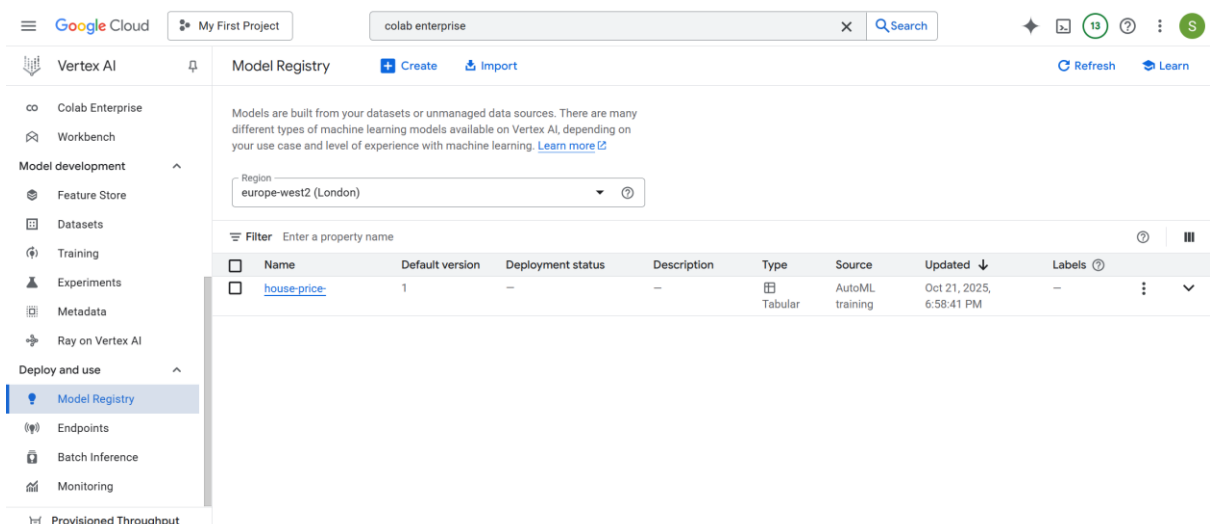 Google Cloud
My First Project
colab enterprise
Search
13
S
Vertex AI
Model Registry
Create
Import
Refresh
Learn
Colab Enterprise
Workbench
Model development
Feature Store
Datasets
Training
Experiments
Metadata
Ray on Vertex AI
Deploy and use
Model Registry
Endpoints
Batch Inference
Monitoring
Provisioned Throughput
Models are built from your datasets or unmanaged data sources. There are many
different types of machine learning models available on Vertex AI, depending on
your use case and level of experience with machine learning. Learn more
Region
europe-west2 (London)
Filter Enter a property name
Name Default version Deployment status Description Type Source Updated Labels
house-price- 1 – – Tabular AutoML training Oct 21, 2025, 6:58:41 PM –